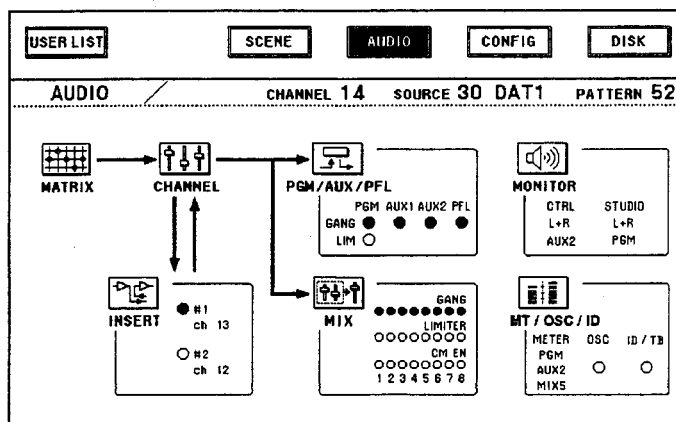 USER LIST SCENE AUDIO CONFIG DISK
AUDIO CHANNEL 14 SOURCE 30 DAT1 PATTERN 52
MATRIX CHANNEL PGM/AUX/PFL MONITOR
PGM AUX1 AUX2 PFL
GANG
LIM
CTRL STUDIO
L+R L+R
AUX2 PGM
INSERT
#1
ch 13
#2
ch 12
MIX
GANG
LIMITER
CM EN
1 2 3 4 5 6 7 8
MT / OSC / ID
METER OSC ID / TB
PGM
AUX2
MIX5